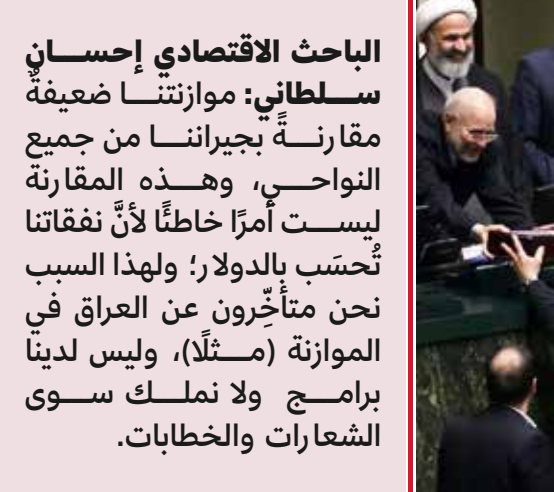 الباحث الاقتصادي إحسان
سلطاني: موازنتنا ضعيفةٌ
مقارنةً بجيراننا من جميع
النواحي، وهذه المقارنة
ليست أمرًا خاطئًا لأنَّ نفقاتنا
تُحسَب بالدولار؛ ولهذا السبب
نحن متأخِّرون عن العراق في
الموازنة (مثلًا)، وليس لدينا
برامج ولا نملك سوى
الشعارات والخطابات.